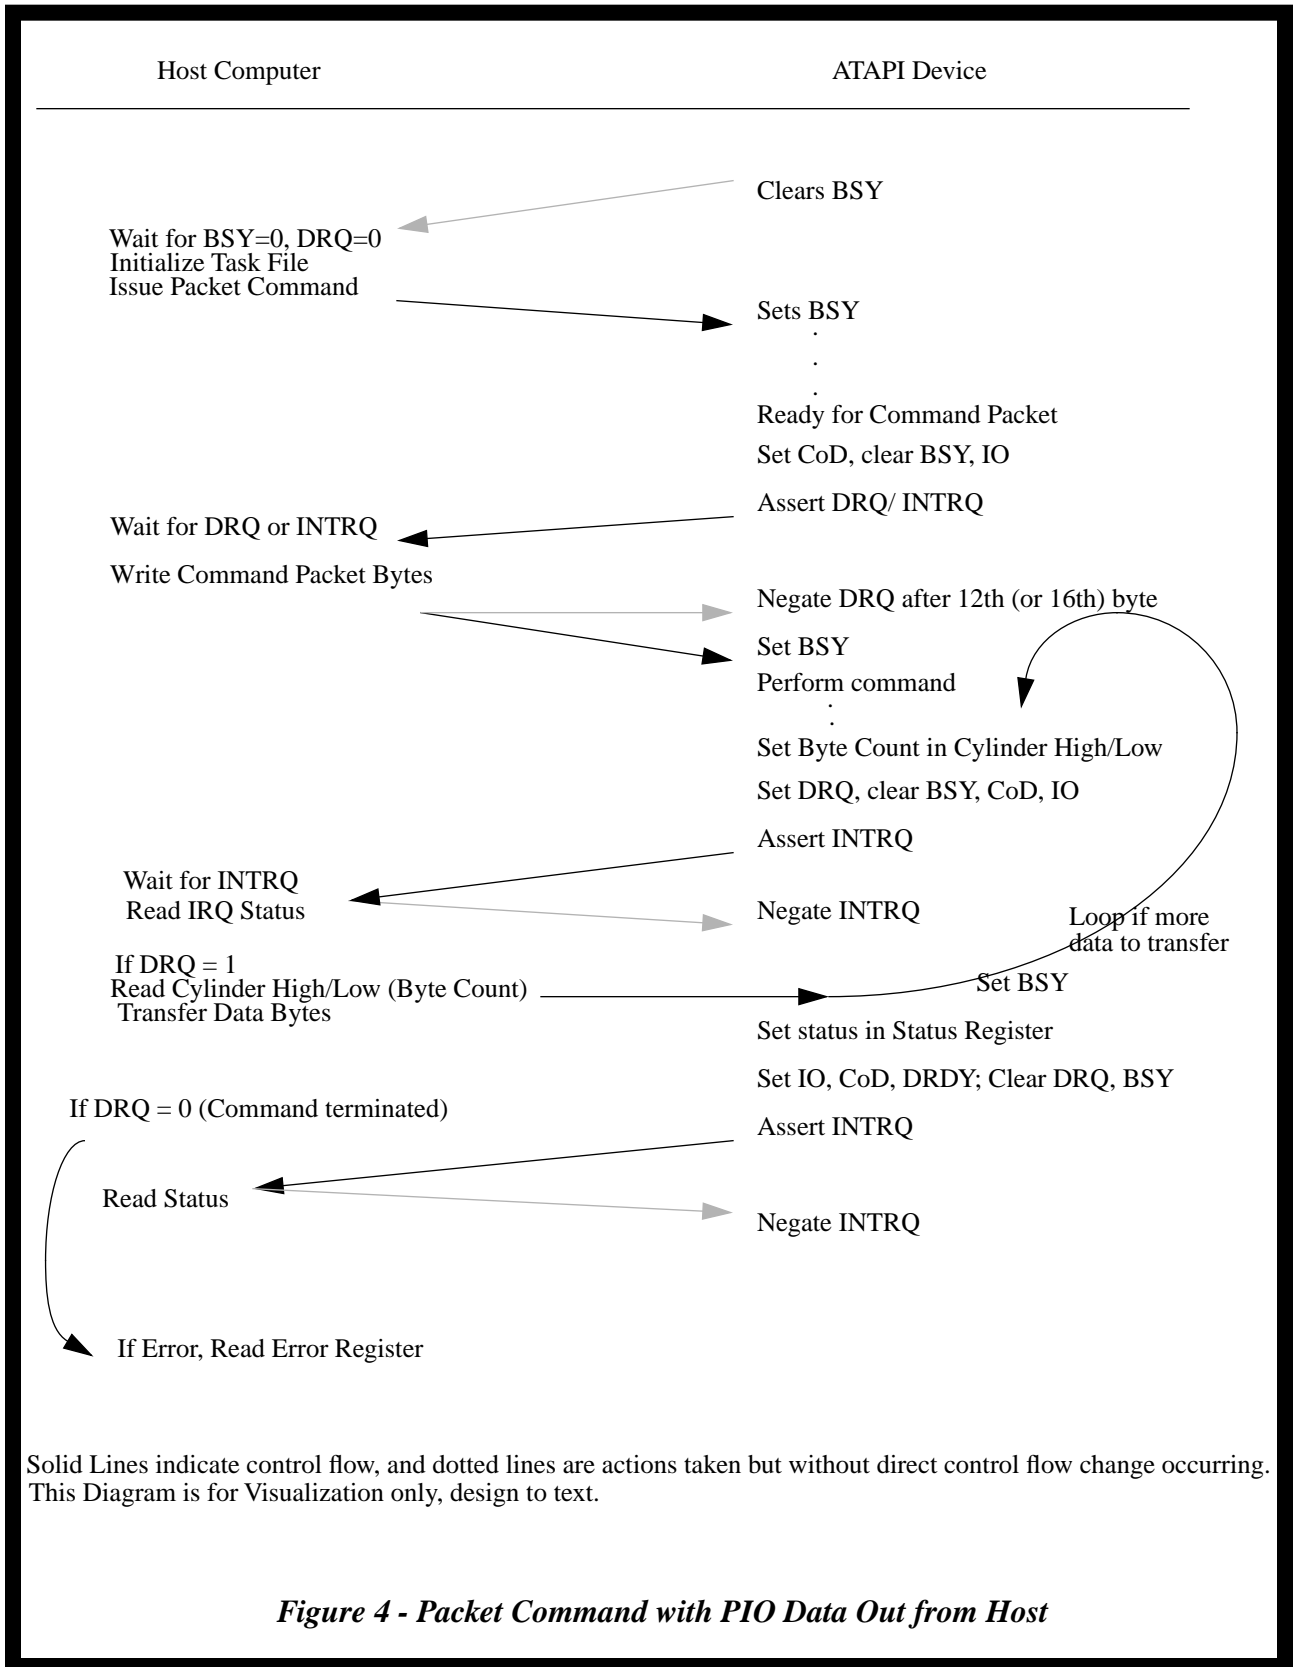 Host Computer
ATAPI Device
Clears BSY
Wait for BSY=0, DRQ=0
Initialize Task File
Issue Packet Command
Sets BSY
.
.
.
Ready for Command Packet
Set CoD, clear BSY, IO
Assert DRQ/ INTRQ
Wait for DRQ or INTRQ
Write Command Packet Bytes
Negate DRQ after 12th (or 16th) byte
Set BSY
Perform command
.
.
Set Byte Count in Cylinder High/Low
Set DRQ, clear BSY, CoD, IO
Assert INTRQ
Wait for INTRQ
Read IRQ Status
Negate INTRQ
Loop if more
data to transfer
If DRQ = 1
Read Cylinder High/Low (Byte Count)
Transfer Data Bytes
Set BSY
Set status in Status Register
Set IO, CoD, DRDY; Clear DRQ, BSY
If DRQ = 0 (Command terminated)
Assert INTRQ
Read Status
Negate INTRQ
If Error, Read Error Register
Solid Lines indicate control flow, and dotted lines are actions taken but without direct control flow change occurring.
This Diagram is for Visualization only, design to text.
Figure 4 - Packet Command with PIO Data Out from Host